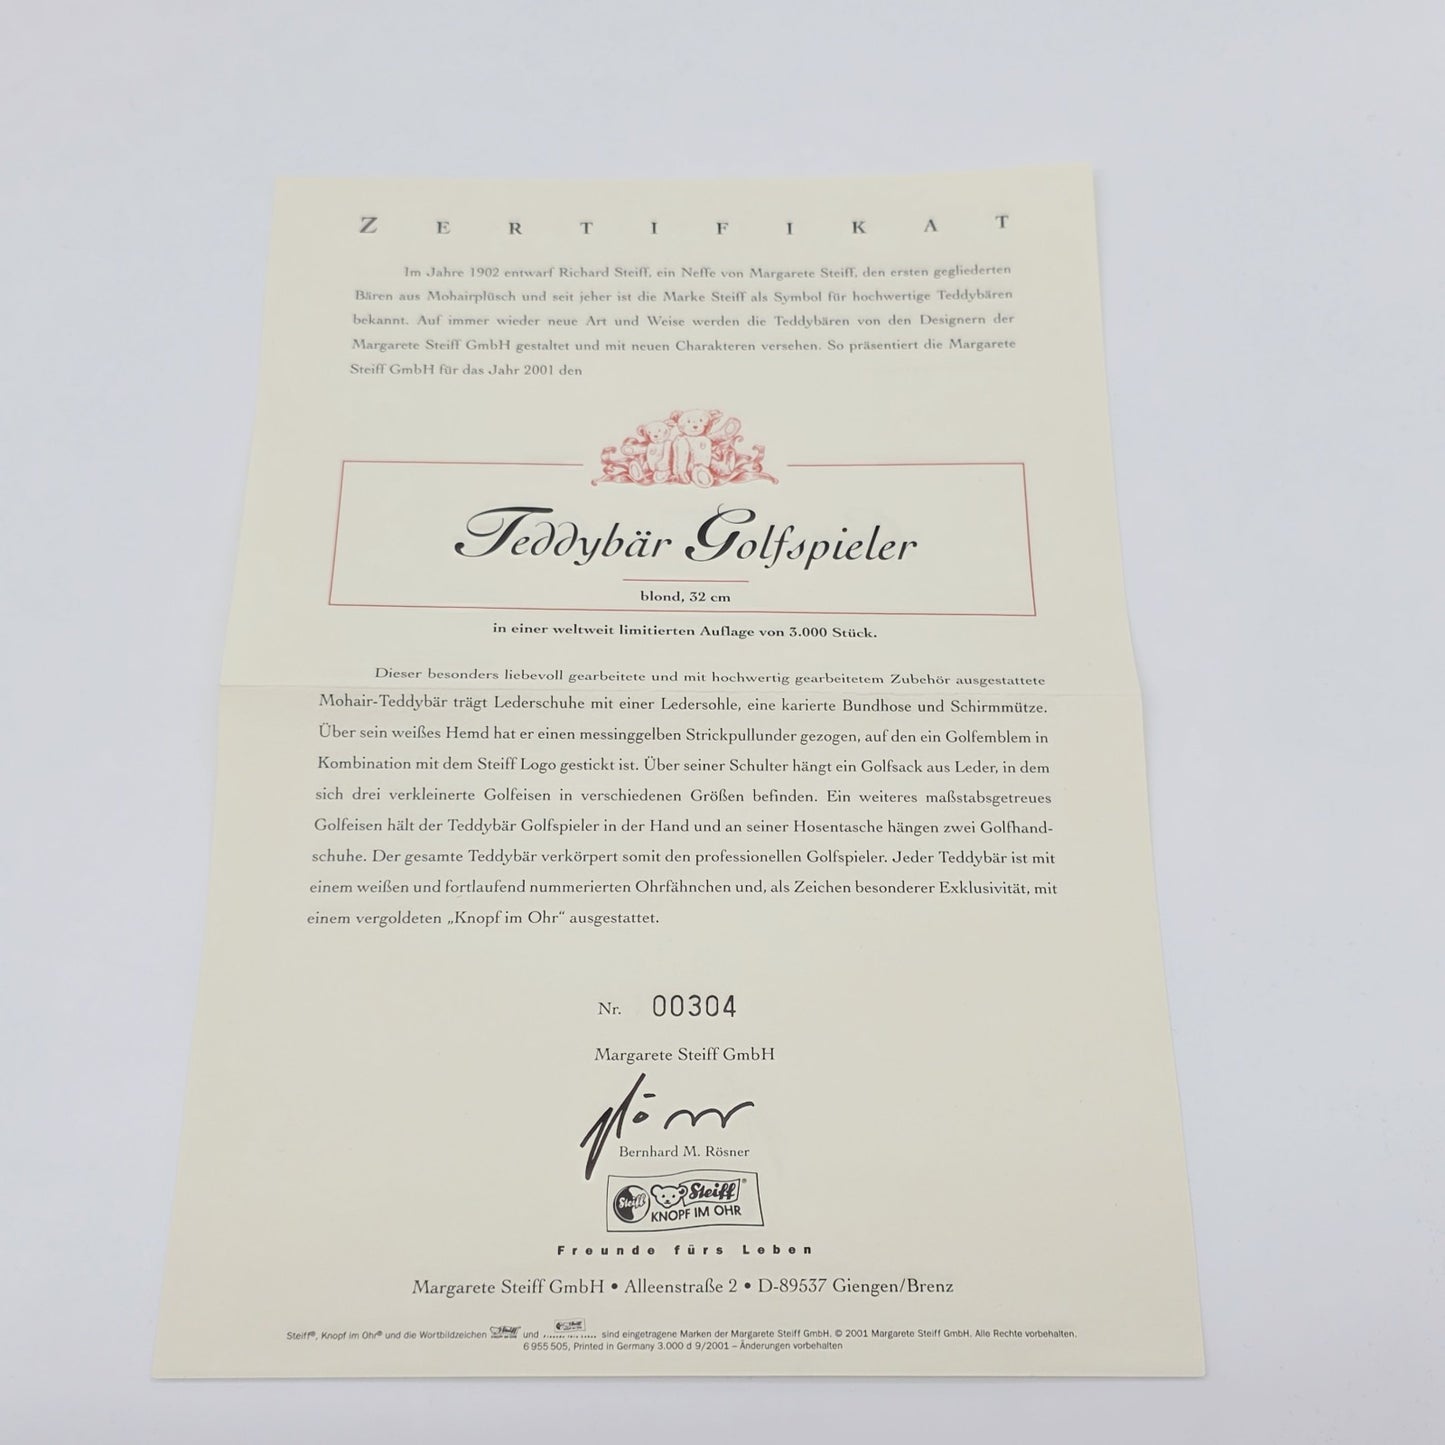 ZERTIFIKAT
Im Jahre 1902 entwarf Richard Steiff, ein Neffe von Margarete Steiff, den ersten gegliederten
Bären aus Mohairplüsch und seit jeher ist die Marke Steiff als Symbol für hochwertige Teddybären
bekannt. Auf immer wieder neue Art und Weise werden die Teddybären von den Designern der
Margarete Steiff GmbH gestaltet und mit neuen Charakteren versehen. So präsentiert die Margarete
Steiff GmbH für das Jahr 2001 den
Teddybär Golfspieler
blond, 32 cm
in einer weltweit limitierten Auflage von 3.000 Stück.
Dieser besonders liebevoll gearbeitete und mit hochwertig gearbeitetem Zubehör ausgestattete
Mohair-Teddybär trägt Lederschuhe mit einer Ledersohle, eine karierte Bundhose und Schirmmütze.
Über sein weißes Hemd hat er einen messinggelben Strickpullunder gezogen, auf den ein Golfemblem in
Kombination mit dem Steiff Logo gestickt ist. Über seiner Schulter hängt ein Golfsack aus Leder, in dem
sich drei verkleinerte Golfeisen in verschiedenen Größen befinden. Ein weiteres maßstabsgetreues
Golfeisen hält der Teddybär Golfspieler in der Hand und an seiner Hosentasche hängen zwei Golfhand-
schuhe. Der gesamte Teddybär verkörpert somit den professionellen Golfspieler. Jeder Teddybär ist mit
einem weißen und fortlaufend nummerierten Ohrfähnchen und, als Zeichen besonderer Exklusivität, mit
einem vergoldeten „Knopf im Ohr“ ausgestattet.
Nr. 00304
Margarete Steiff GmbH
Bernhard M. Rösner
Steiff Steiff®
KNOPF IM OHR
Freunde fürs Leben
Margarete Steiff GmbH • Alleenstraße 2 • D-89537 Giengen/Brenz
Steiff®, Knopf im Ohr® und die Wortbildzeichen und sind eingetragene Marken der Margarete Steiff GmbH. © 2001 Margarete Steiff GmbH. Alle Rechte vorbehalten.
6 955 505, Printed in Germany 3.000 d 9/2001 – Änderungen vorbehalten